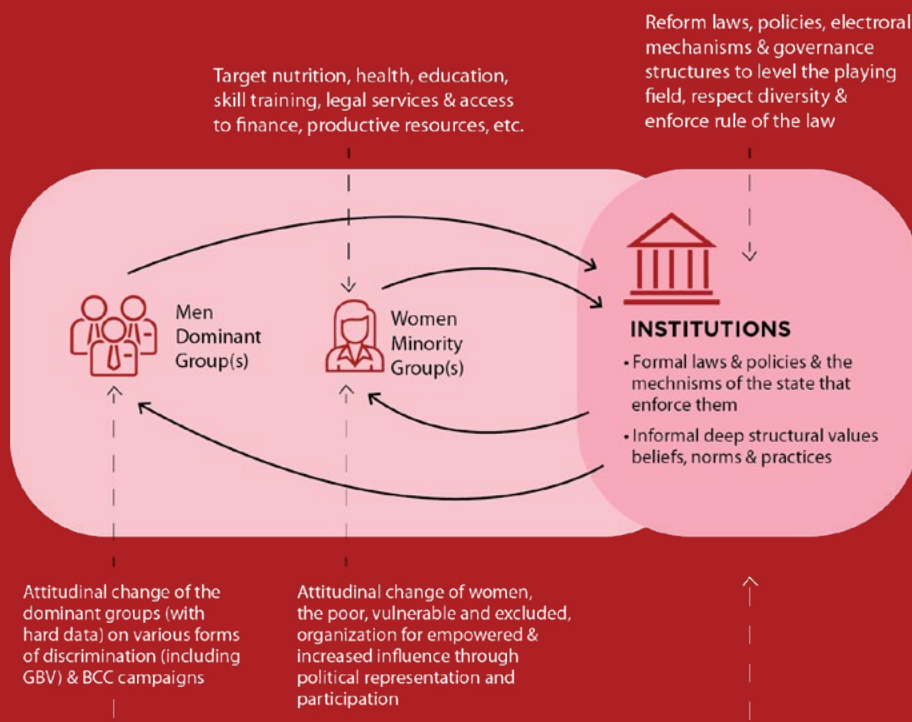 Reform laws, policies, electroral
mechanisms & governance
structures to level the playing
field, respect diversity &
enforce rule of the law
Target nutrition, health, education,
skill training, legal services & access
to finance, productive resources, etc.
Men
Dominant
Group(s)
Women
Minority
Group(s)
INSTITUTIONS
• Formal laws & policies & the
mechnisms of the state that
enforce them
• Informal deep structural values
beliefs, norms & practices
Attitudinal change of the
dominant groups (with
hard data) on various forms
of discrimination (including
GBV) & BCC campaigns
Attitudinal change of women,
the poor, vulnerable and excluded,
organization for empowered &
increased influence through
political representation and
participation